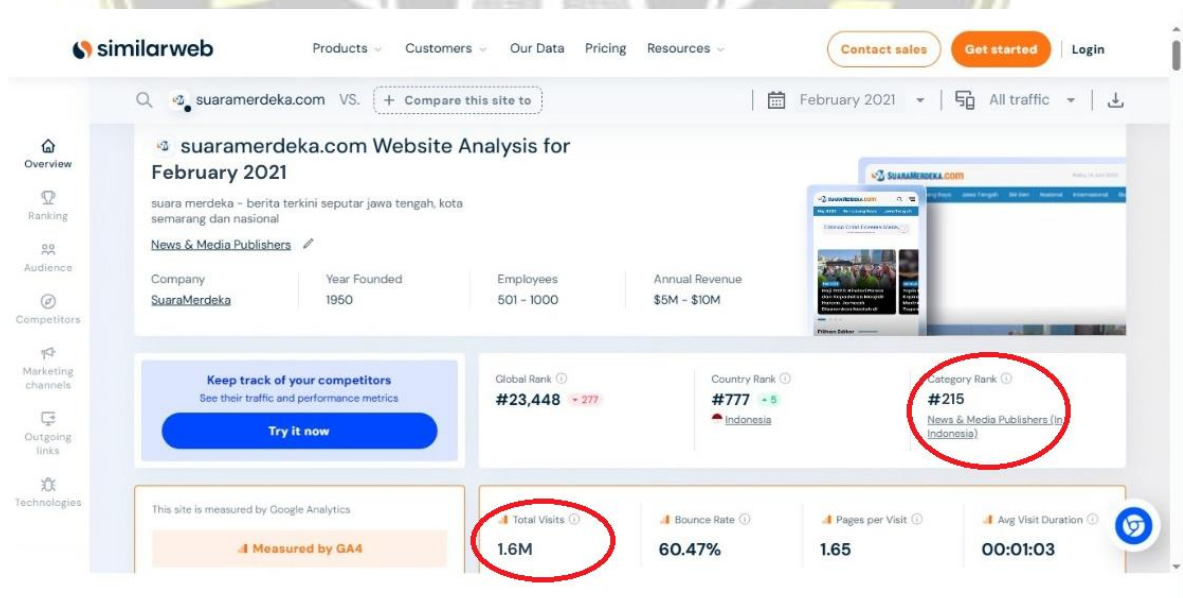 similarweb
Products Customers Our Data Pricing Resources
Contact sales Get started Login
suaramerdeka.com VS. + Compare this site to
February 2021 All traffic
Overview
Ranking
Audience
Competitors
Marketing
channels
Outgoing
links
Technologies
suaramerdeka.com Website Analysis for
February 2021
suara merdeka - berita terkini seputar jawa tengah, kota
semarang dan nasional
News & Media Publishers
Company Year Founded Employees Annual Revenue
SuaraMerdeka 1950 501 - 1000 $5M - $10M
SUARAMERDEKA.COM
Keep track of your competitors
See their traffic and performance metrics
Try it now
Global Rank
#23,448 277
Country Rank
#777 5
Indonesia
Category Rank
#215
News & Media Publishers (In
Indonesia)
This site is measured by Google Analytics
Measured by GA4
Total Visits
1.6M
Bounce Rate
60.47%
Pages per Visit
1.65
Avg Visit Duration
00:01:03